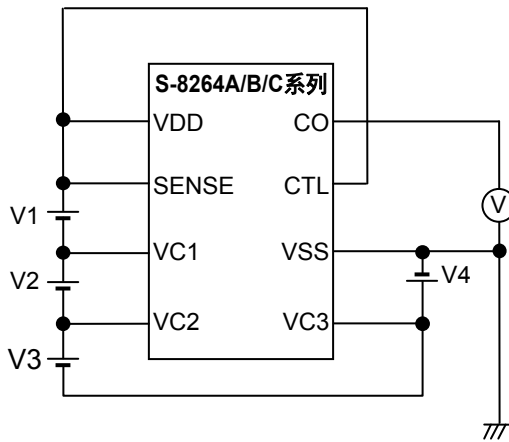 S-8264A/B/C系列
VDD CO
SENSE CTL
V1
VC1 VSS
V
V2
V4
VC2 VC3
V3